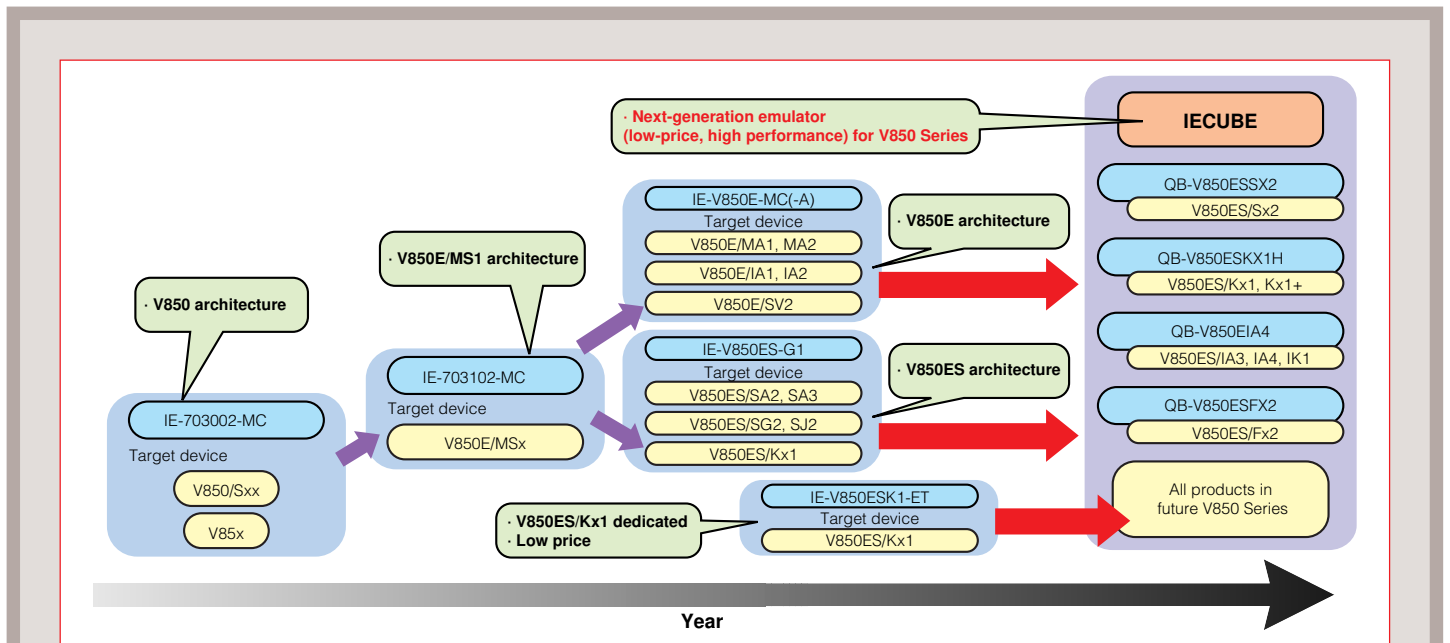 · Next-generation emulator
(low-price, high performance) for V850 Series
IECUBE
QB-V850ESSX2
V850ES/Sx2
QB-V850ESKX1H
V850ES/Kx1, Kx1+
QB-V850EIA4
V850ES/IA3, IA4, IK1
QB-V850ESFX2
V850ES/Fx2
All products in
future V850 Series
IE-V850E-MC(-A)
Target device
V850E/MA1, MA2
V850E/IA1, IA2
V850E/SV2
· V850E architecture
· V850E/MS1 architecture
· V850 architecture
IE-V850ES-G1
Target device
V850ES/SA2, SA3
V850ES/SG2, SJ2
V850ES/Kx1
· V850ES architecture
IE-703102-MC
Target device
V850E/MSx
IE-703002-MC
Target device
V850/Sxx
V85x
· V850ES/Kx1 dedicated
· Low price
IE-V850ESK1-ET
Target device
V850ES/Kx1
Year